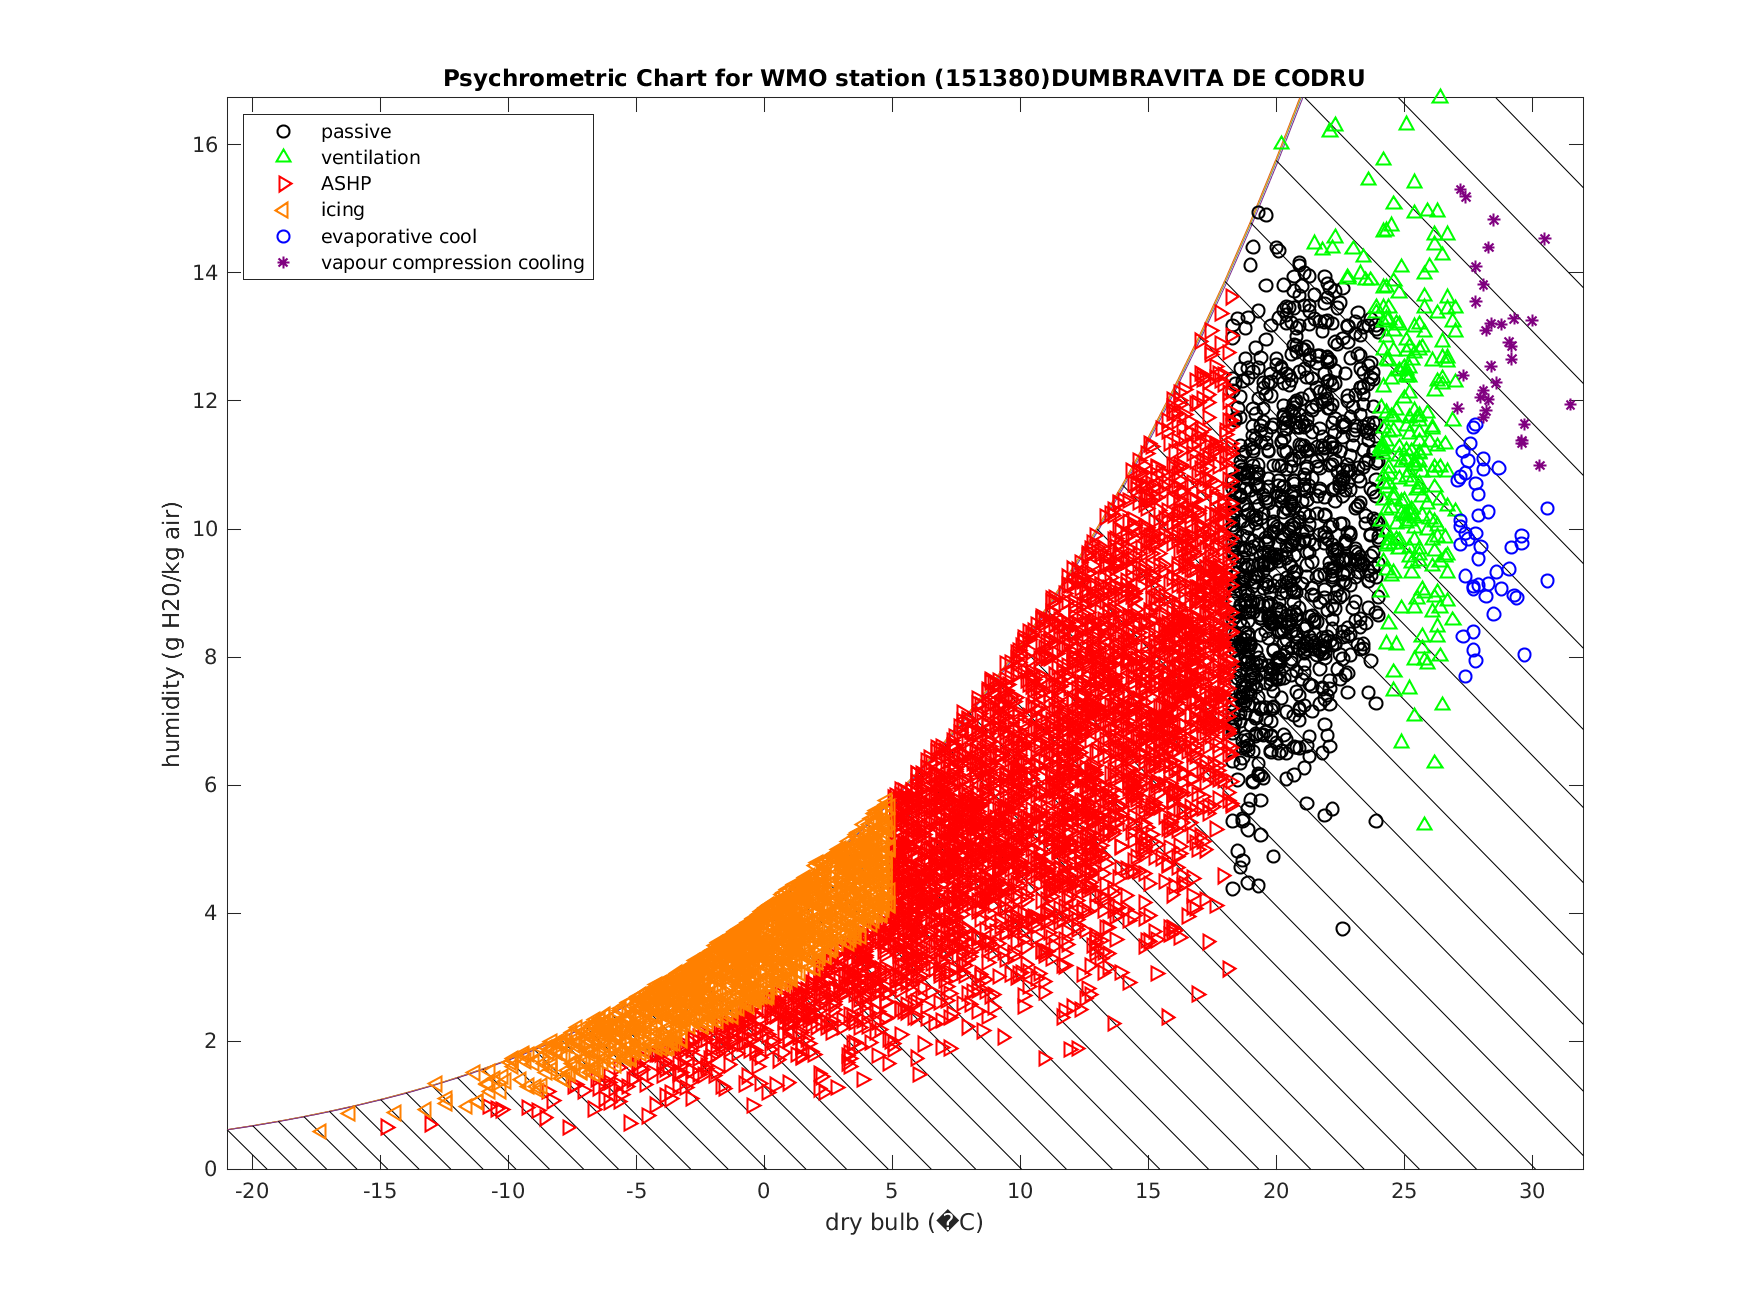 Psychrometric Chart for WMO station (151380)DUMBRAVITA DE CODRU
passive
ventilation
ASHP
icing
evaporative cool
vapour compression cooling
humidity (g H20/kg air)
16
14
12
10
8
6
4
2
0
-20 -15 -10 -5 0 5 10 15 20 25 30
dry bulb (�C)